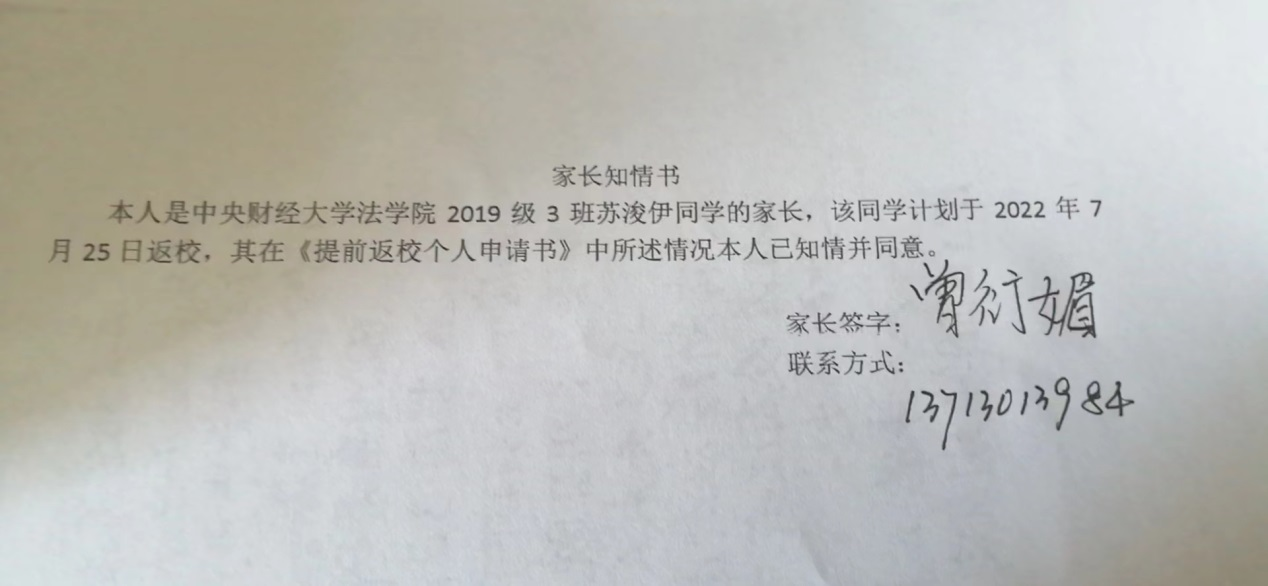 家长知情书
本人是中央财经大学法学院 2019 级 3 班苏浚伊同学的家长，该同学计划于 2022 年 7
月 25 日返校，其在《提前返校个人申请书》中所述情况本人已知情并同意。
家长签字：曾衍媚
联系方式：
13713013984